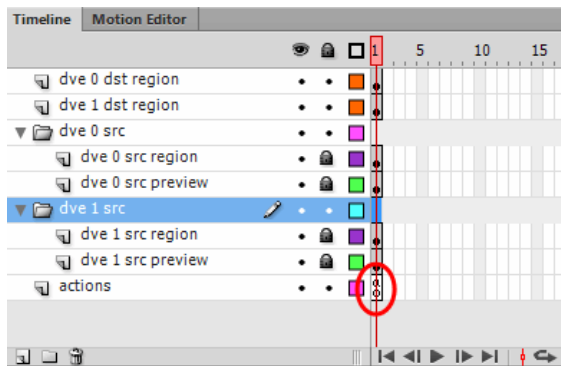 Timeline Motion Editor
1 5 10 15
dve 0 dst region
dve 1 dst region
dve 0 src
dve 0 src region
dve 0 src preview
dve 1 src
dve 1 src region
dve 1 src preview
actions
a